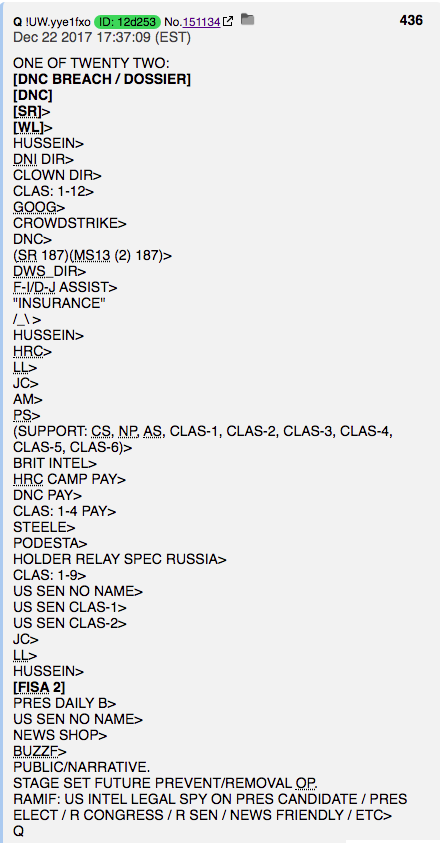 Q !UW.yye1fxo ID: 12d253 No.151134 436
Dec 22 2017 17:37:09 (EST)
ONE OF TWENTY TWO:
[DNC BREACH / DOSSIER]
[DNC]
[SR]>
[WL]>
HUSSEIN>
DNI DIR>
CLOWN DIR>
CLAS: 1-12>
GOOG>
CROWDSTRIKE>
DNC>
(SR 187)(MS13 (2) 187)>
DWS_DIR>
F-I/D-J ASSIST>
"INSURANCE"
/_\ >
HUSSEIN>
HRC>
LL>
JC>
AM>
PS>
(SUPPORT: CS, NP, AS, CLAS-1, CLAS-2, CLAS-3, CLAS-4,
CLAS-5, CLAS-6)>
BRIT INTEL>
HRC CAMP PAY>
DNC PAY>
CLAS: 1-4 PAY>
STEELE>
PODESTA>
HOLDER RELAY SPEC RUSSIA>
CLAS: 1-9>
US SEN NO NAME>
US SEN CLAS-1>
US SEN CLAS-2>
JC>
LL>
HUSSEIN>
[FISA 2]
PRES DAILY B>
US SEN NO NAME>
NEWS SHOP>
BUZZF>
PUBLIC/NARRATIVE.
STAGE SET FUTURE PREVENT/REMOVAL OP.
RAMIF: US INTEL LEGAL SPY ON PRES CANDIDATE / PRES
ELECT / R CONGRESS / R SEN / NEWS FRIENDLY / ETC>
Q